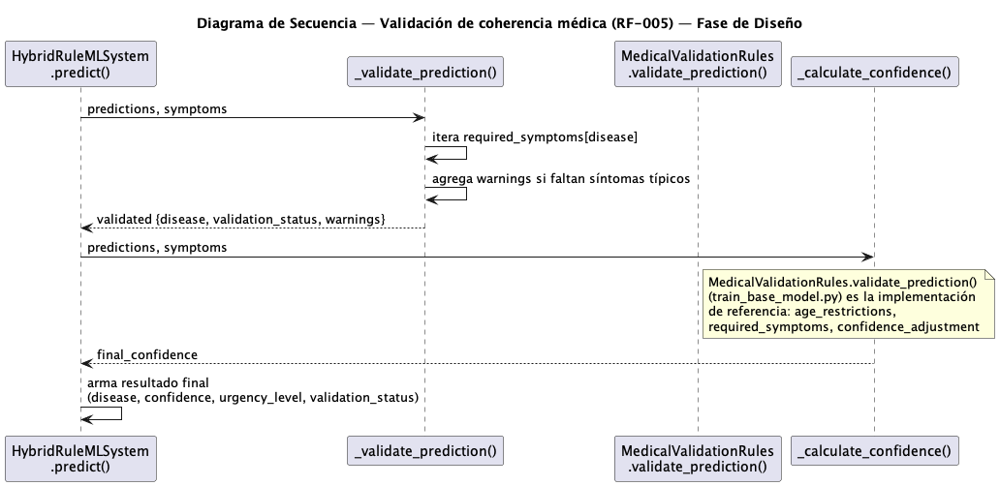 Diagrama de Secuencia — Validación de coherencia médica (RF-005) — Fase de Diseño
HybridRuleMLSystem
.predict()
_validate_prediction()
MedicalValidationRules
.validate_prediction()
_calculate_confidence()
predictions, symptoms
itera required_symptoms[disease]
agrega warnings si faltan síntomas típicos
validated {disease, validation_status, warnings}
predictions, symptoms
MedicalValidationRules.validate_prediction()
(train_base_model.py) es la implementación
de referencia: age_restrictions,
required_symptoms, confidence_adjustment
final_confidence
arma resultado final
(disease, confidence, urgency_level, validation_status)
HybridRuleMLSystem
.predict()
_validate_prediction()
MedicalValidationRules
.validate_prediction()
_calculate_confidence()